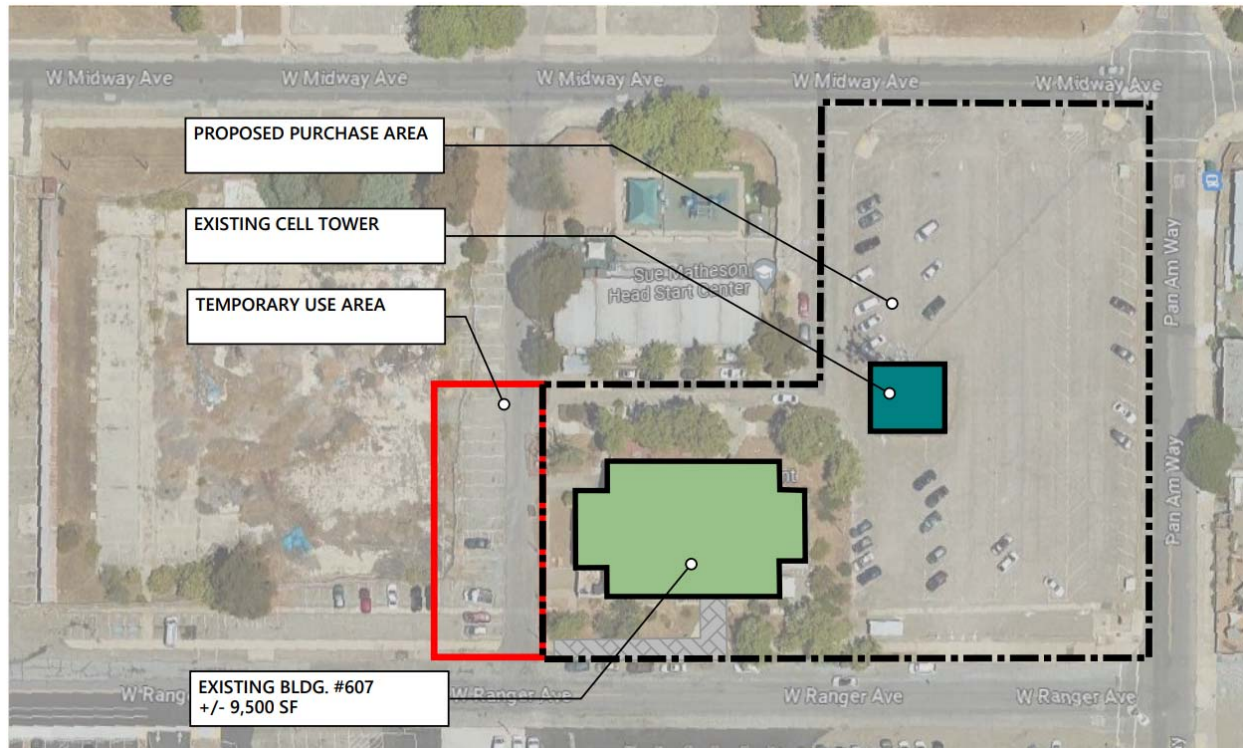 W Midway Ave
W Midway Ave
W Midway Ave
W Midway Ave
W Midway Ave
PROPOSED PURCHASE AREA
EXISTING CELL TOWER
TEMPORARY USE AREA
Sue Matheson
Head Start Center
Pan Am Way
Pan Am Way
EXISTING BLDG. #607
+/- 9,500 SF
W Ranger Ave
W Ranger Ave
W Ranger Ave